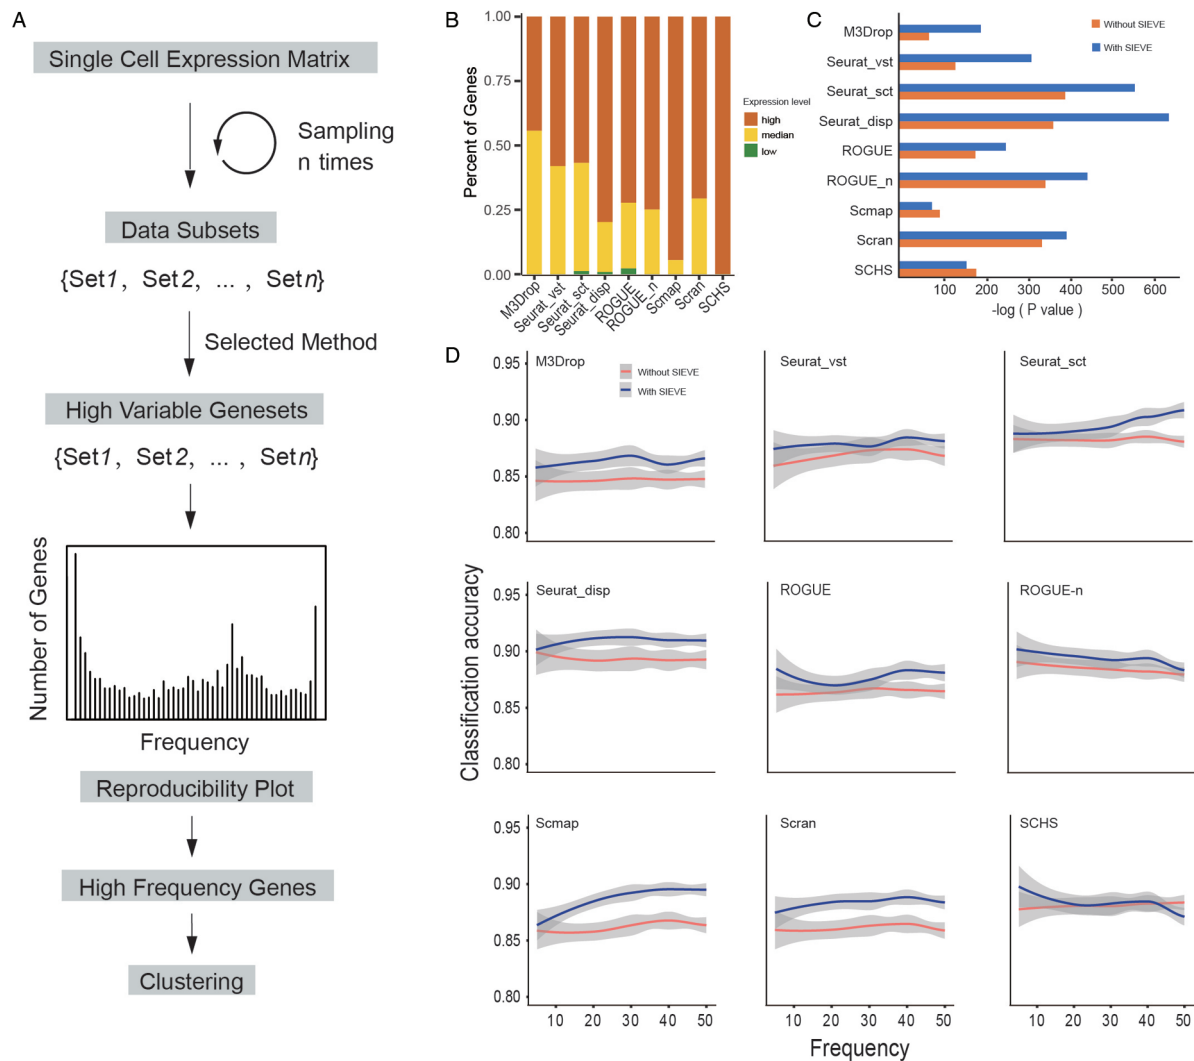 A
Single Cell Expression Matrix
Sampling
n times
Data Subsets
{Set1, Set2, ... , Setn}
Selected Method
High Variable Genesets
{Set1, Set2, ... , Setn}
Number of Genes
Frequency
Reproducibility Plot
High Frequency Genes
Clustering
B
Percent of Genes
1.00
0.75
0.50
0.25
0.00
M3Drop
Seurat_vst
Seurat_sct
Seurat_disp
ROGUE
ROGUE_n
Scmap
Scran
SCHS
Expression level
high
median
low
C
Without SIEVE
With SIEVE
M3Drop
Seurat_vst
Seurat_sct
Seurat_disp
ROGUE
ROGUE_n
Scmap
Scran
SCHS
100 200 300 400 500 600
-log ( P value )
D
Classification accuracy
M3Drop
Without SIEVE
With SIEVE
0.95
0.90
0.85
0.80
Seurat_vst
Seurat_sct
Seurat_disp
0.95
0.90
0.85
0.80
ROGUE
ROGUE-n
Scmap
0.95
0.90
0.85
0.80
10 20 30 40 50
Scran
10 20 30 40 50
SCHS
10 20 30 40 50
Frequency